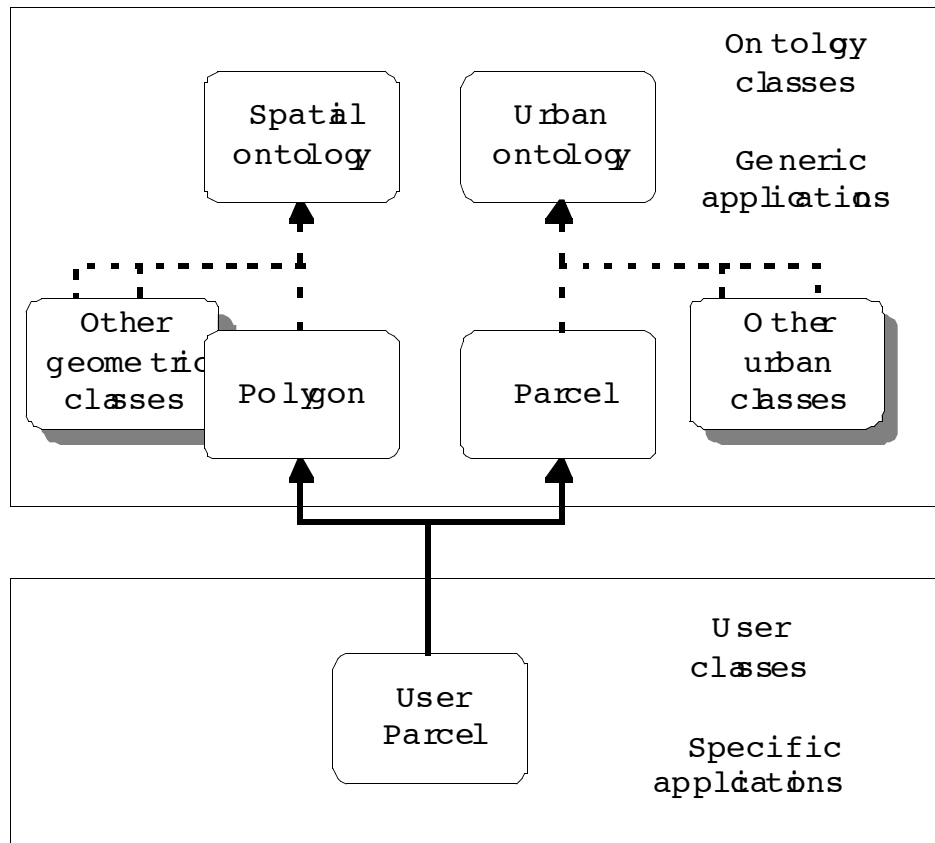 Ontology
classes
Spatial
ontology
Urban
ontology
Generic
applications
Other
geometric
classes
Polygon
Parcel
Other
urban
classes
User
classes
User
Parcel
Specific
applications